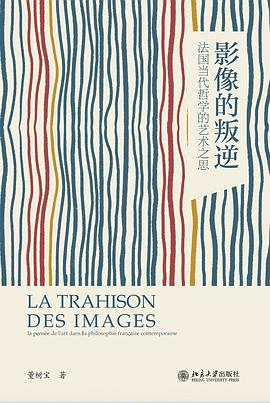 影像的叛逆
法国当代哲学的艺术之思
LA TRAHISON
DES IMAGES
la pensée de l'art dans la philosophie française contemporaine
董树宝 著
北京大学出版社
PEKING UNIVERSITY PRESS